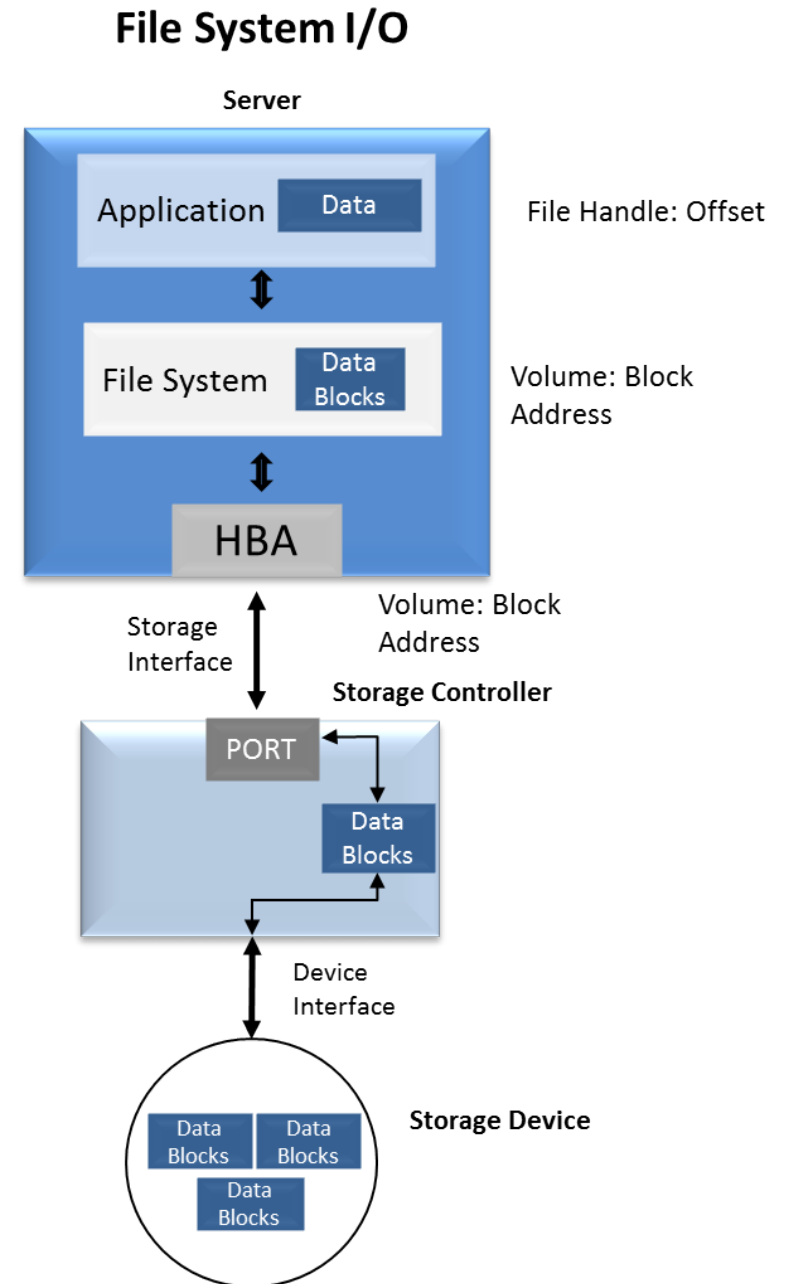 File System I/O
Server
Application
Data
File Handle: Offset
File System
Data
Blocks
Volume: Block
Address
HBA
Storage
Interface
Volume: Block
Address
Storage Controller
PORT
Data
Blocks
Device
Interface
Storage Device
Data
Blocks
Data
Blocks
Data
Blocks